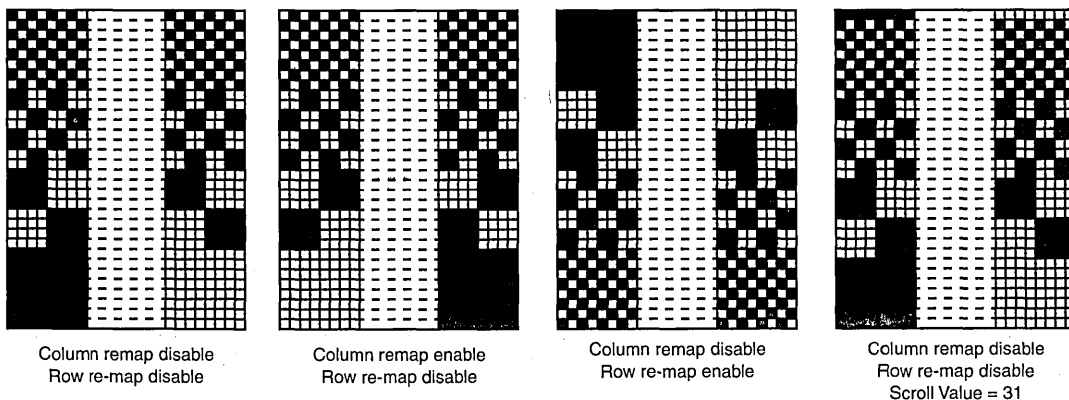 Column remap disable
Row re-map disable
Column remap enable
Row re-map disable
Column remap disable
Row re-map enable
Column remap disable
Row re-map disable
Scroll Value = 31